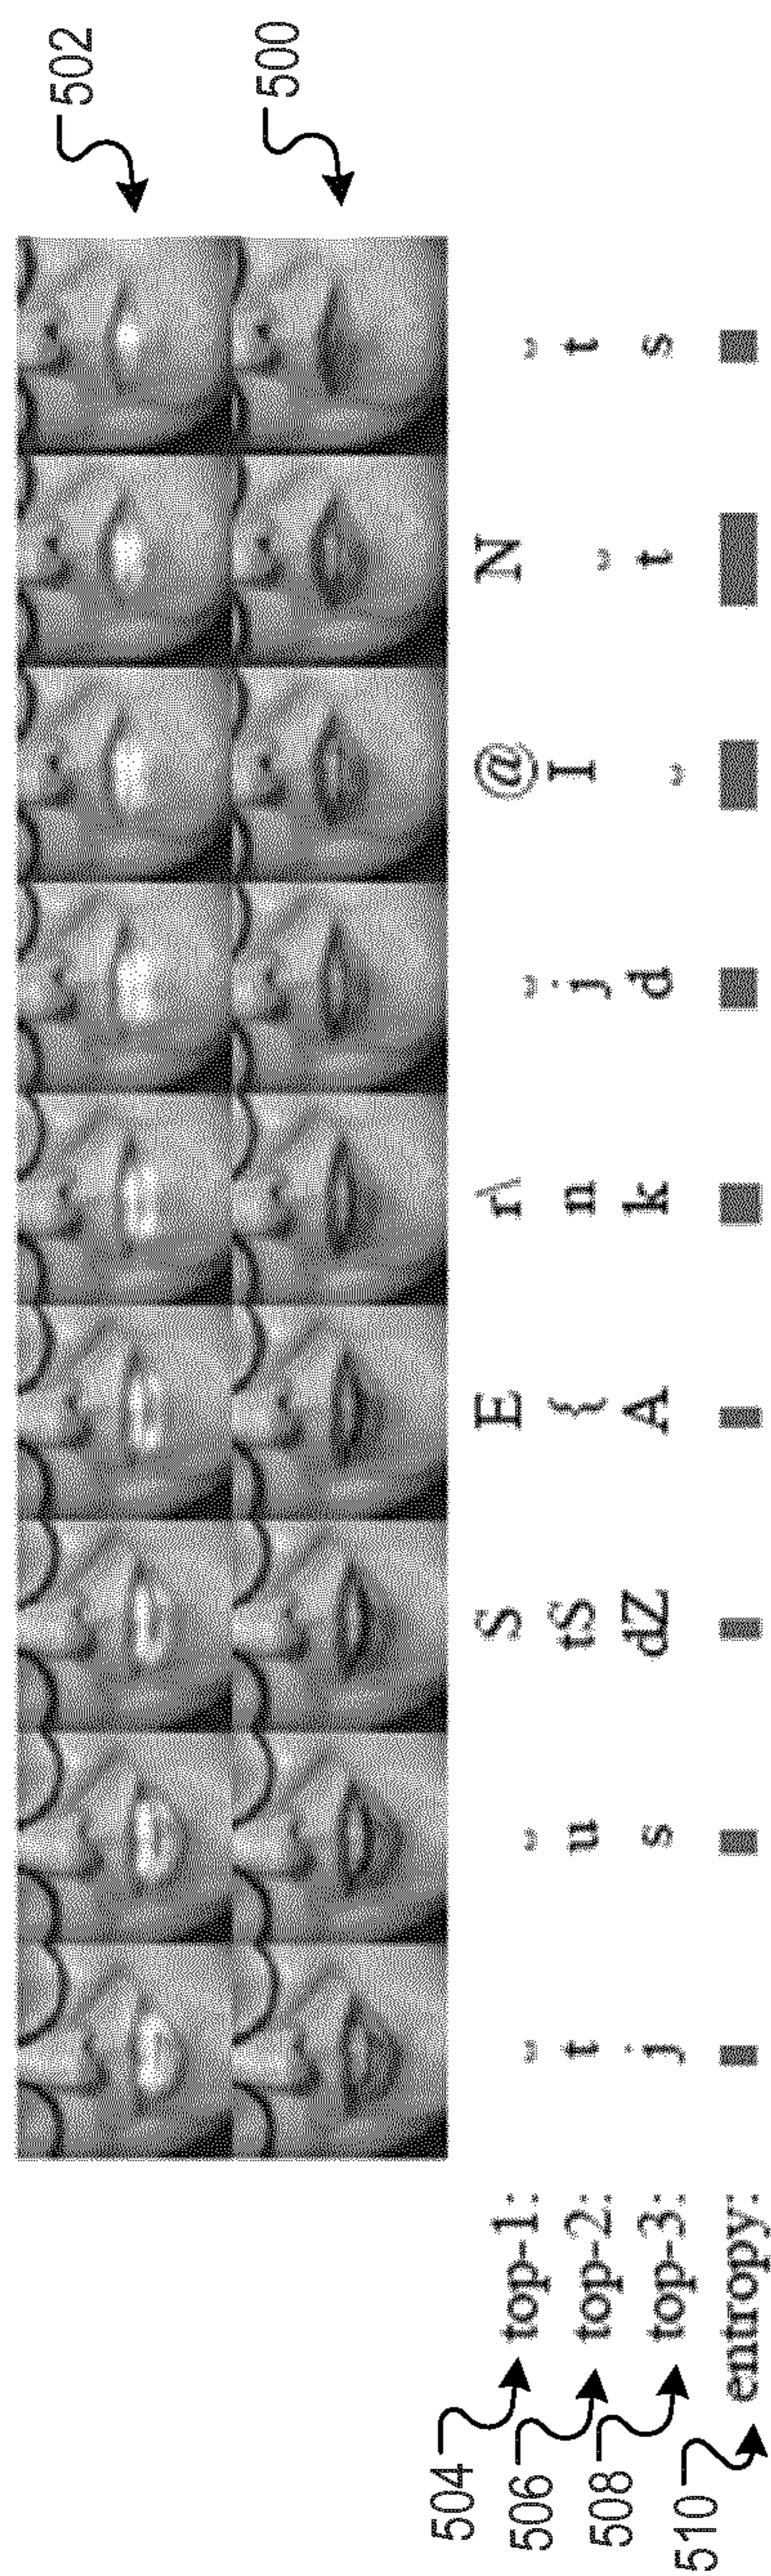 502
500
504 top-1: ˘ ˘ S E r\ ˘ @ N ˘
506 top-2: t u tS { n j I ˘ t
508 top-3: j s dZ A k d ˘ t s
510 entropy: